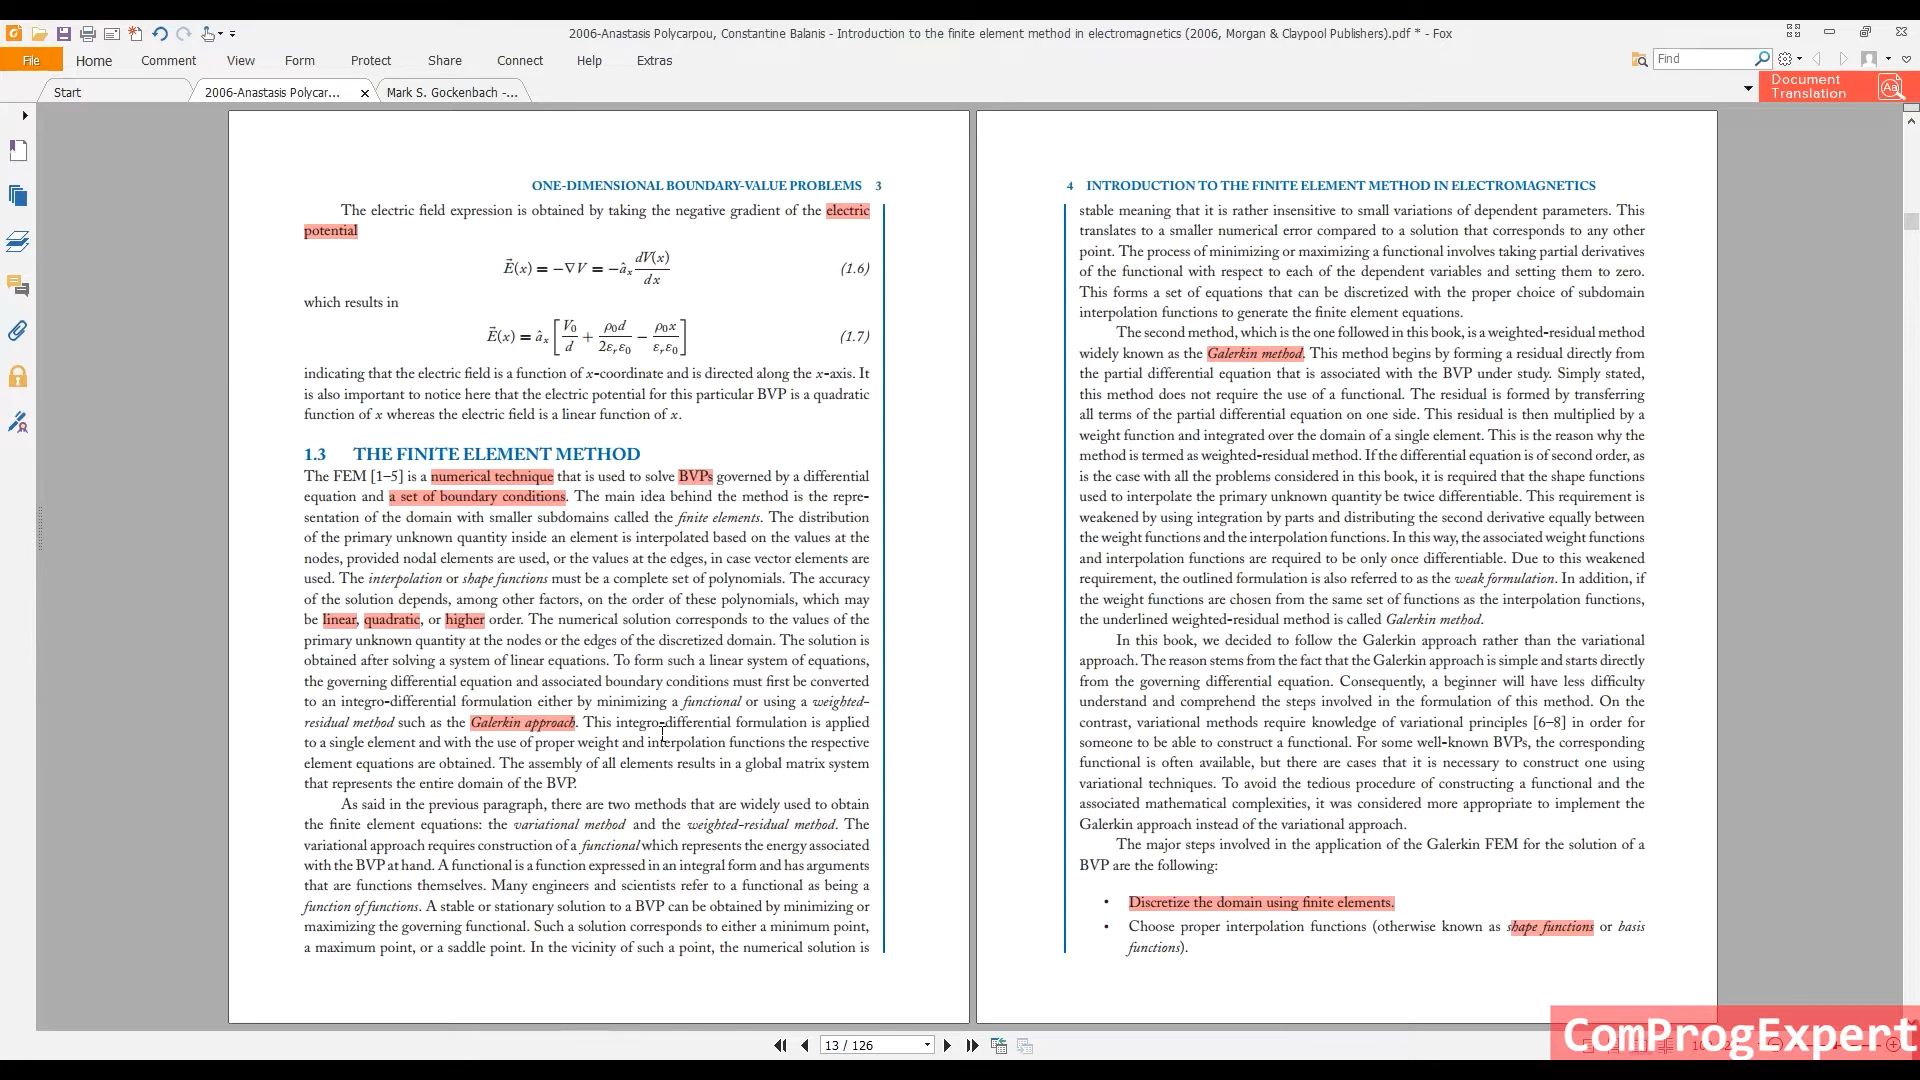 2006-Anastasis Polycarpou, Constantine Balanis - Introduction to the finite element method in electromagnetics (2006, Morgan & Claypool Publishers).pdf * - Fox
File Home Comment View Form Protect Share Connect Help Extras Find
Start 2006-Anastasis Polycar... Mark S. Gockenbach -...
Document
Translation
ONE-DIMENSIONAL BOUNDARY-VALUE PROBLEMS 3
The electric field expression is obtained by taking the negative gradient of the electric
potential
E⃗(x) = −∇V = −â_x dV(x)/dx (1.6)
which results in
E⃗(x) = â_x [V₀/d + ρ₀d/2ε_rε₀ − ρ₀x/ε_rε₀] (1.7)
indicating that the electric field is a function of x-coordinate and is directed along the x-axis. It
is also important to notice here that the electric potential for this particular BVP is a quadratic
function of x whereas the electric field is a linear function of x.
1.3 THE FINITE ELEMENT METHOD
The FEM [1–5] is a numerical technique that is used to solve BVPs governed by a differential
equation and a set of boundary conditions. The main idea behind the method is the repre-
sentation of the domain with smaller subdomains called the finite elements. The distribution
of the primary unknown quantity inside an element is interpolated based on the values at the
nodes, provided nodal elements are used, or the values at the edges, in case vector elements are
used. The interpolation or shape functions must be a complete set of polynomials. The accuracy
of the solution depends, among other factors, on the order of these polynomials, which may
be linear, quadratic, or higher order. The numerical solution corresponds to the values of the
primary unknown quantity at the nodes or the edges of the discretized domain. The solution is
obtained after solving a system of linear equations. To form such a linear system of equations,
the governing differential equation and associated boundary conditions must first be converted
to an integro-differential formulation either by minimizing a functional or using a weighted-
residual method such as the Galerkin approach. This integro-differential formulation is applied
to a single element and with the use of proper weight and interpolation functions the respective
element equations are obtained. The assembly of all elements results in a global matrix system
that represents the entire domain of the BVP.
As said in the previous paragraph, there are two methods that are widely used to obtain
the finite element equations: the variational method and the weighted-residual method. The
variational approach requires construction of a functional which represents the energy associated
with the BVP at hand. A functional is a function expressed in an integral form and has arguments
that are functions themselves. Many engineers and scientists refer to a functional as being a
function of functions. A stable or stationary solution to a BVP can be obtained by minimizing or
maximizing the governing functional. Such a solution corresponds to either a minimum point,
a maximum point, or a saddle point. In the vicinity of such a point, the numerical solution is
4 INTRODUCTION TO THE FINITE ELEMENT METHOD IN ELECTROMAGNETICS
stable meaning that it is rather insensitive to small variations of dependent parameters. This
translates to a smaller numerical error compared to a solution that corresponds to any other
point. The process of minimizing or maximizing a functional involves taking partial derivatives
of the functional with respect to each of the dependent variables and setting them to zero.
This forms a set of equations that can be discretized with the proper choice of subdomain
interpolation functions to generate the finite element equations.
The second method, which is the one followed in this book, is a weighted-residual method
widely known as the Galerkin method. This method begins by forming a residual directly from
the partial differential equation that is associated with the BVP under study. Simply stated,
this method does not require the use of a functional. The residual is formed by transferring
all terms of the partial differential equation on one side. This residual is then multiplied by a
weight function and integrated over the domain of a single element. This is the reason why the
method is termed as weighted-residual method. If the differential equation is of second order, as
is the case with all the problems considered in this book, it is required that the shape functions
used to interpolate the primary unknown quantity be twice differentiable. This requirement is
weakened by using integration by parts and distributing the second derivative equally between
the weight functions and the interpolation functions. In this way, the associated weight functions
and interpolation functions are required to be only once differentiable. Due to this weakened
requirement, the outlined formulation is also referred to as the weak formulation. In addition, if
the weight functions are chosen from the same set of functions as the interpolation functions,
the underlined weighted-residual method is called Galerkin method.
In this book, we decided to follow the Galerkin approach rather than the variational
approach. The reason stems from the fact that the Galerkin approach is simple and starts directly
from the governing differential equation. Consequently, a beginner will have less difficulty
understand and comprehend the steps involved in the formulation of this method. On the
contrast, variational methods require knowledge of variational principles [6–8] in order for
someone to be able to construct a functional. For some well-known BVPs, the corresponding
functional is often available, but there are cases that it is necessary to construct one using
variational techniques. To avoid the tedious procedure of constructing a functional and the
associated mathematical complexities, it was considered more appropriate to implement the
Galerkin approach instead of the variational approach.
The major steps involved in the application of the Galerkin FEM for the solution of a
BVP are the following:
• Discretize the domain using finite elements.
• Choose proper interpolation functions (otherwise known as shape functions or basis
functions).
13 / 126
ComProgExpert